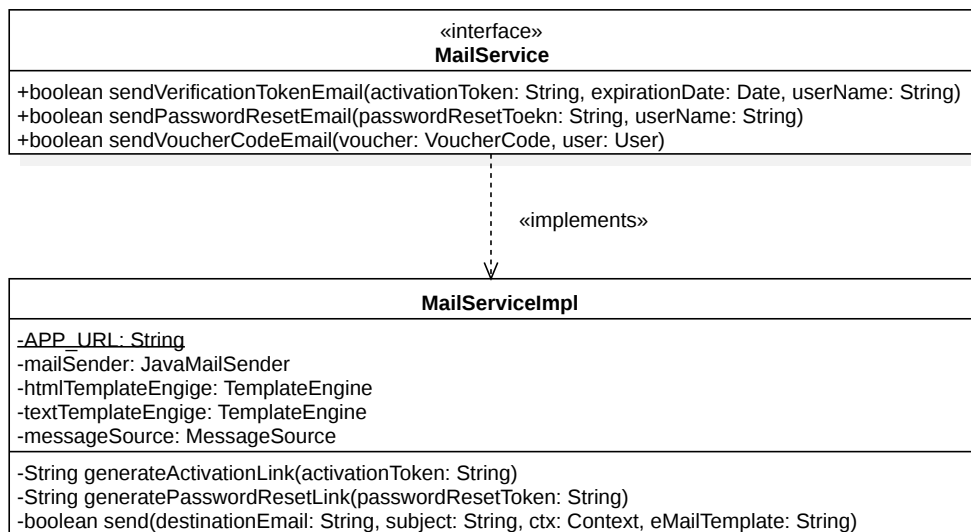 «interface»
MailService
+boolean sendVerificationTokenEmail(activationToken: String, expirationDate: Date, userName: String)
+boolean sendPasswordResetEmail(passwordResetToekn: String, userName: String)
+boolean sendVoucherCodeEmail(voucher: VoucherCode, user: User)
«implements»
MailServiceImpl
-APP_URL: String
-mailSender: JavaMailSender
-htmlTemplateEngige: TemplateEngine
-textTemplateEngige: TemplateEngine
-messageSource: MessageSource
-String generateActivationLink(activationToken: String)
-String generatePasswordResetLink(passwordResetToken: String)
-boolean send(destinationEmail: String, subject: String, ctx: Context, eMailTemplate: String)